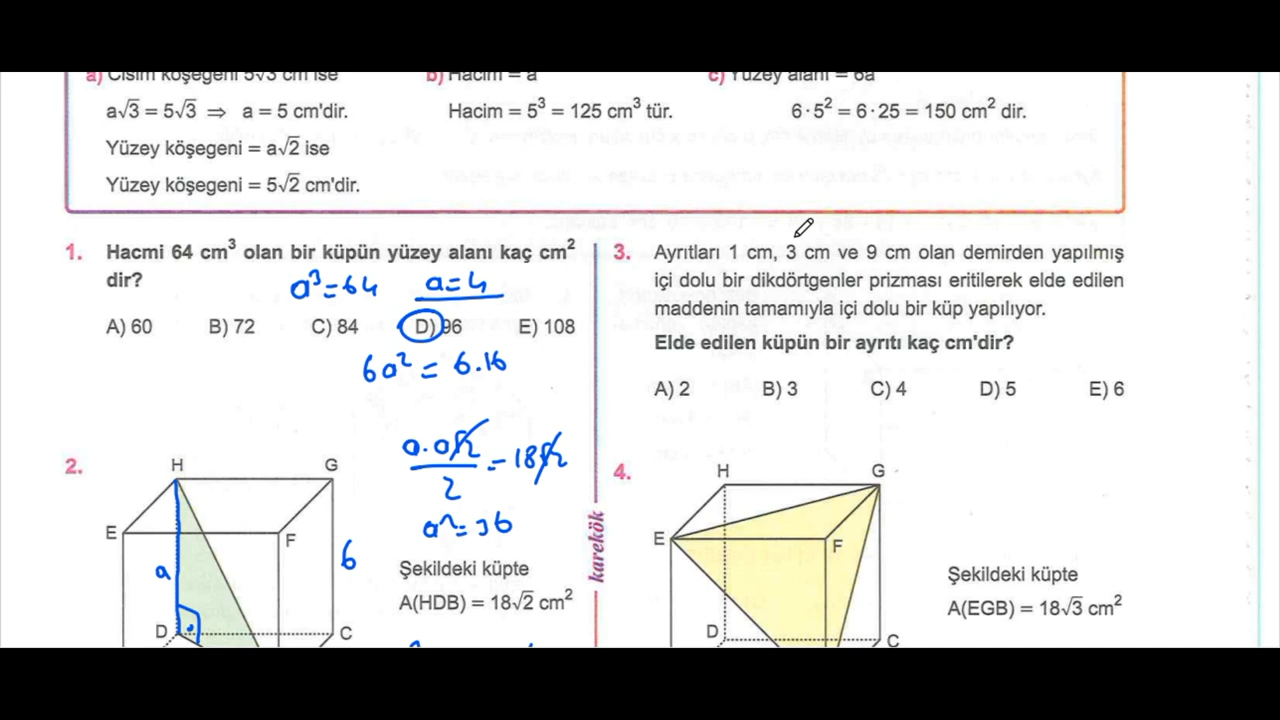 a) Cisim köşegeni 5√3 cm ise
a√3 = 5√3 ⇒ a = 5 cm'dir.
Yüzey köşegeni = a√2 ise
Yüzey köşegeni = 5√2 cm'dir.
b) Hacim = a
Hacim = 5³ = 125 cm³ tür.
c) Yüzey alanı = 6a
6·5² = 6·25 = 150 cm² dir.
1. Hacmi 64 cm³ olan bir küpün yüzey alanı kaç cm²
dir?
a³=64 a=4
A) 60 B) 72 C) 84 D) 96 E) 108
6a² = 6.16
2.
a.a√2 / 2 = 18√2
a²=36
H G
E F
a 6
D C
Şekildeki küpte
A(HDB) = 18√2 cm²
karekök
3. Ayrıtları 1 cm, 3 cm ve 9 cm olan demirden yapılmış
içi dolu bir dikdörtgenler prizması eritilerek elde edilen
maddenin tamamıyla içi dolu bir küp yapılıyor.
Elde edilen küpün bir ayrıtı kaç cm'dir?
A) 2 B) 3 C) 4 D) 5 E) 6
4.
H G
E F
D C
Şekildeki küpte
A(EGB) = 18√3 cm²